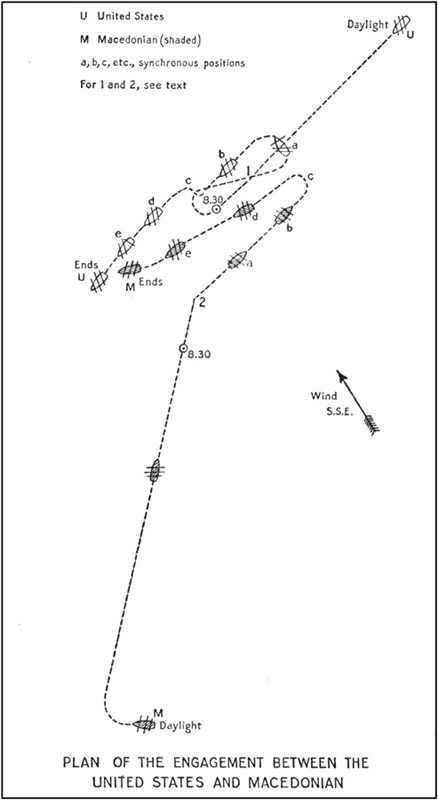 U United States
M Macedonian (shaded)
a, b, c, etc., synchronous positions
For 1 and 2, see text
Daylight
U
a
b
1
c
c
8.30
d
d
b
e
e
a
Ends
U
M
Ends
2
8.30
Wind
S.S.E.
M
Daylight
PLAN OF THE ENGAGEMENT BETWEEN THE
UNITED STATES AND MACEDONIAN